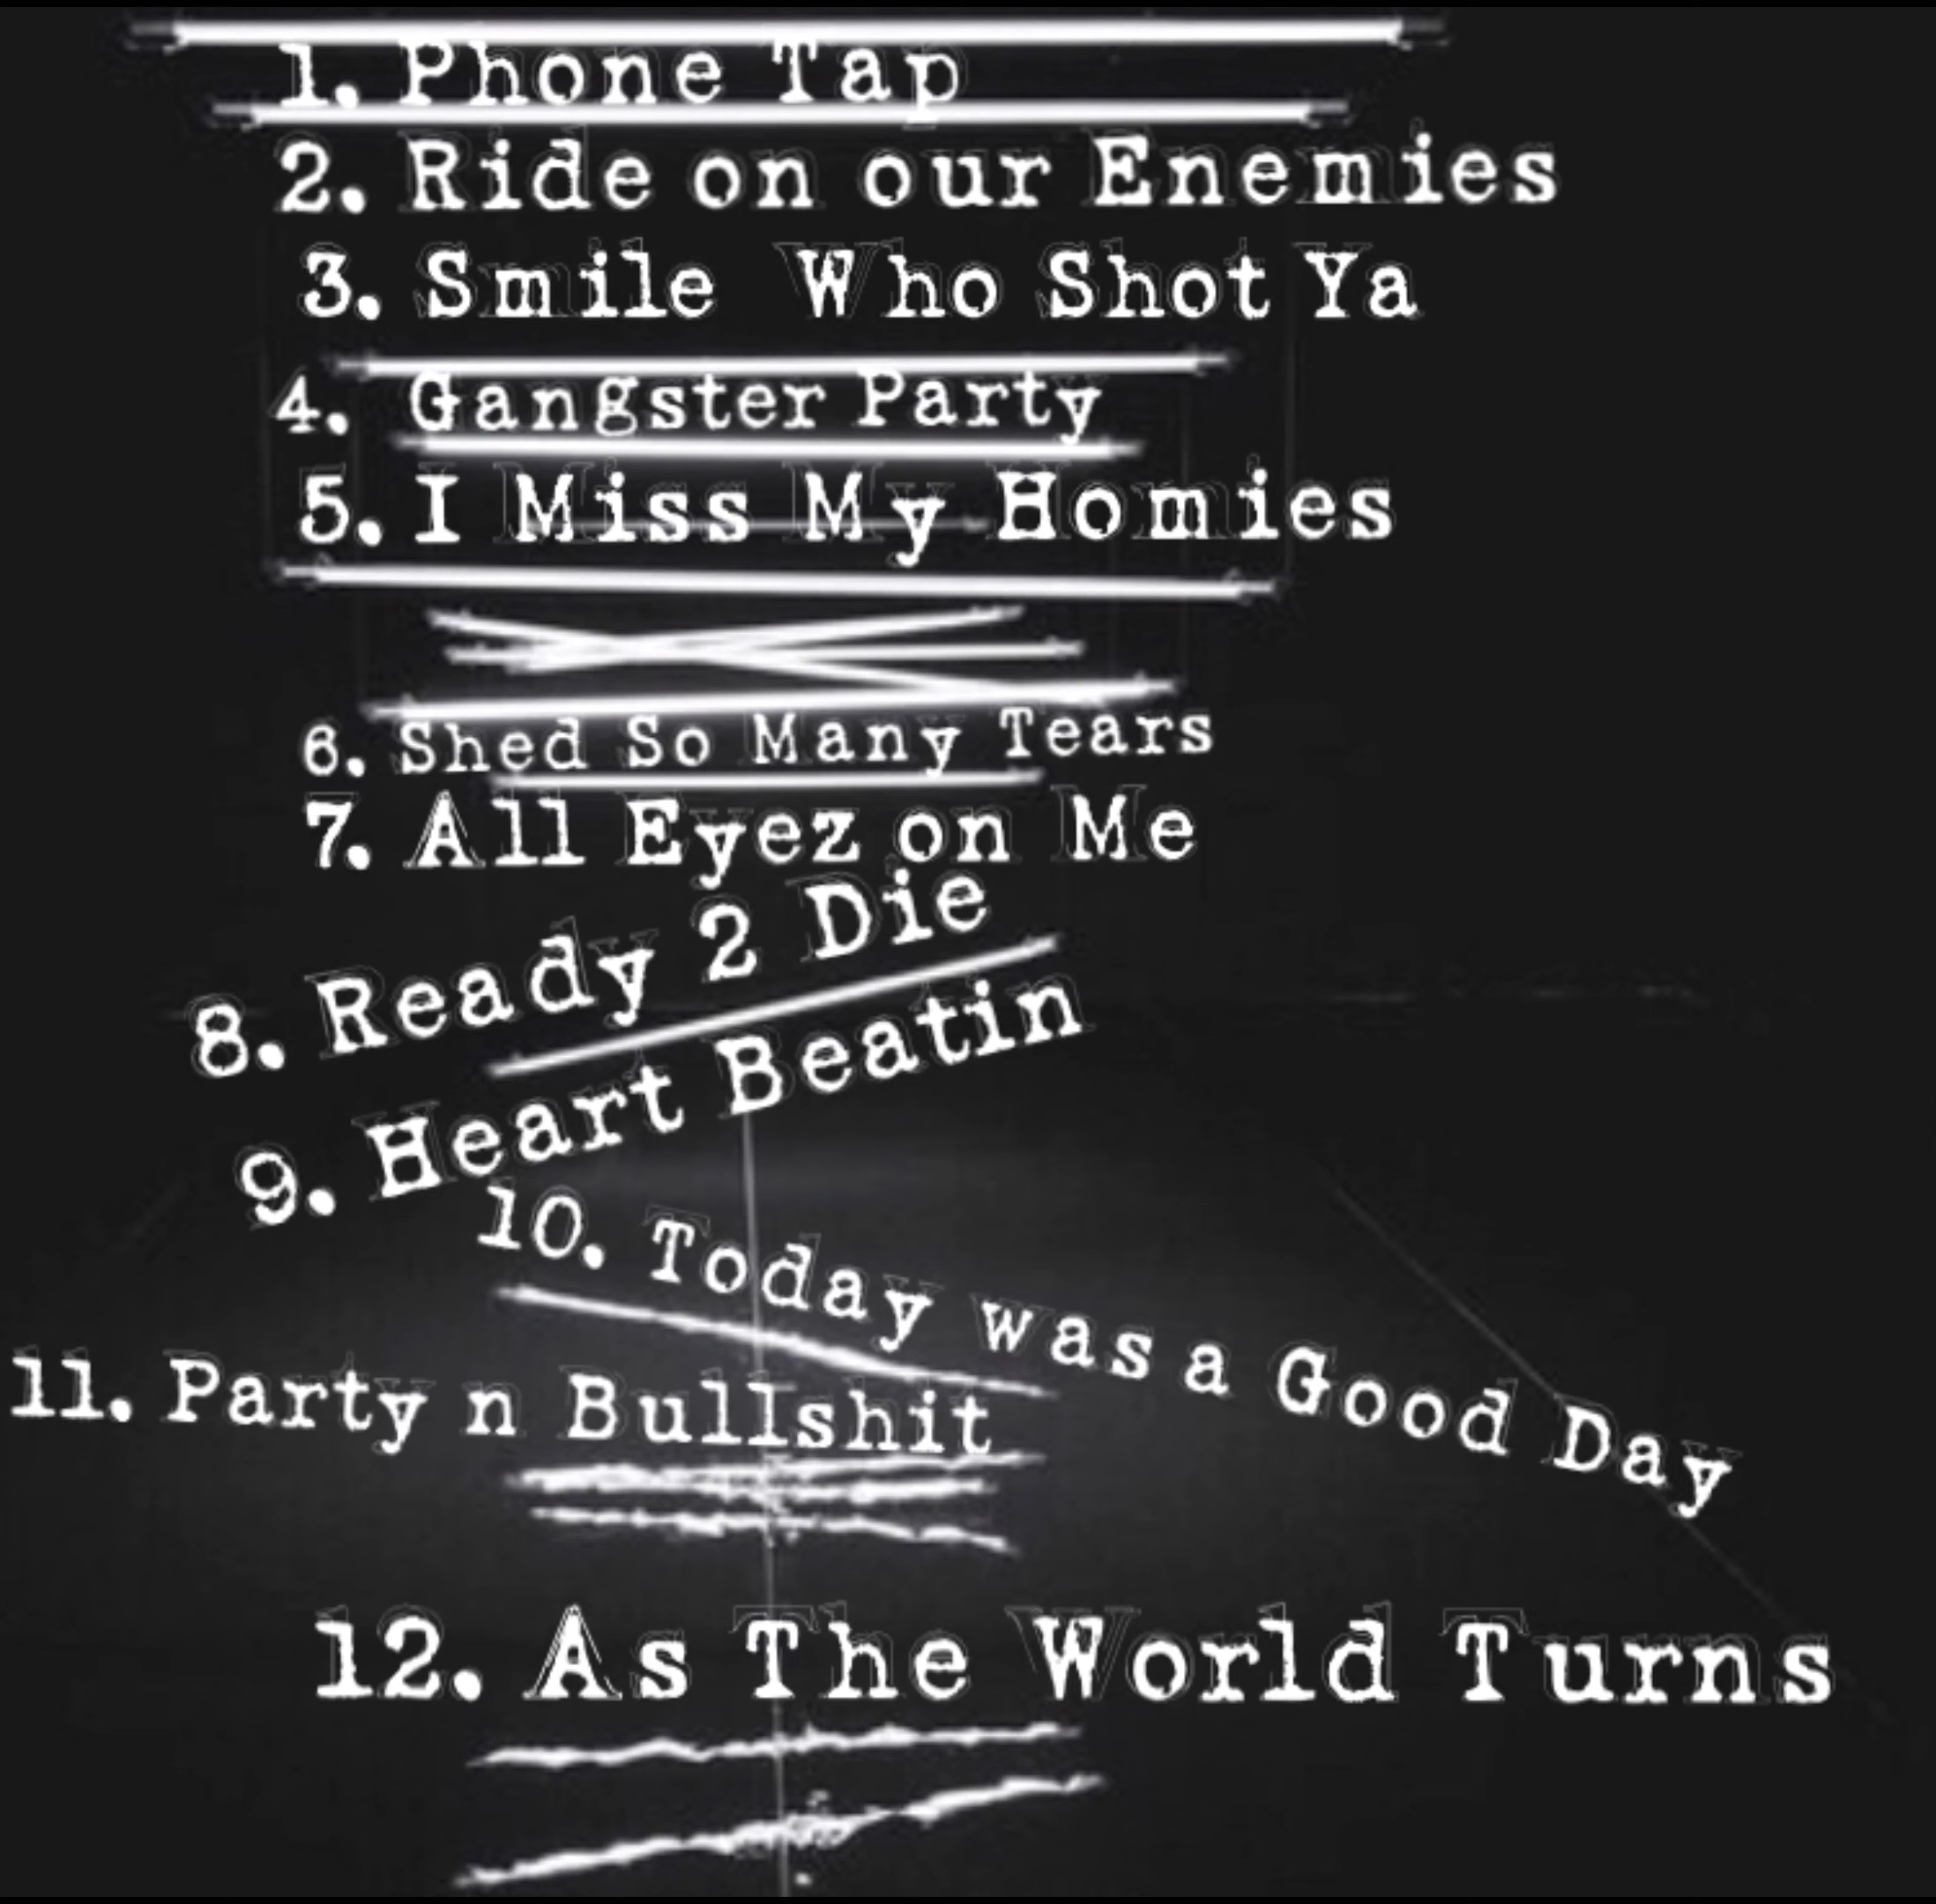 1. Phone Tap
2. Ride on our Enemies
3. Smile Who Shot Ya
4. Gangster Party
5. I Miss My Homies
6. Shed So Many Tears
7. All Eyez on Me
8. Ready 2 Die
9. Heart Beatin
10. Today was a Good Day
11. Party n Bullshit
12. As The World Turns